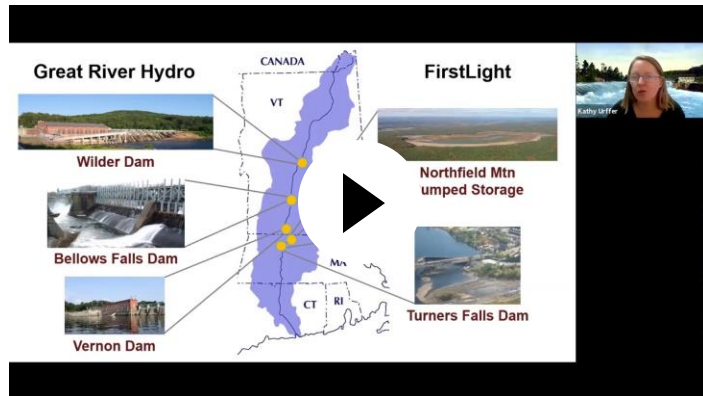 Great River Hydro
CANADA
FirstLight
VT
Kathy Urffer
Wilder Dam
Northfield Mtn
umped Storage
Bellows Falls Dam
MA
CT
RI
Turners Falls Dam
Vernon Dam